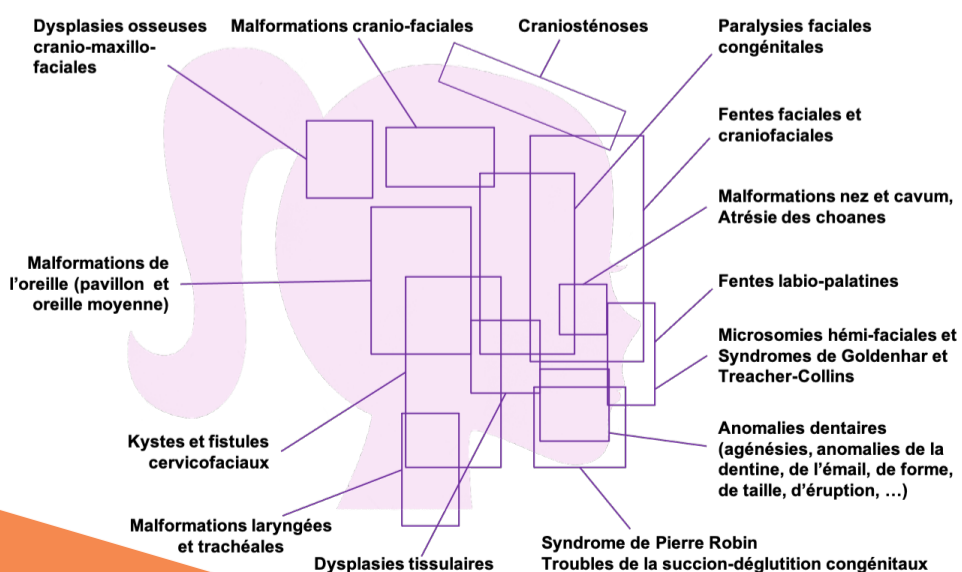 Dysplasies osseuses
cranio-maxillo-
faciales
Malformations cranio-faciales
Craniosténoses
Paralysies faciales
congénitales
Fentes faciales et
craniofaciales
Malformations nez et cavum,
Atrésie des choanes
Malformations de
l'oreille (pavillon et
oreille moyenne)
Fentes labio-palatines
Microsomies hémi-faciales et
Syndromes de Goldenhar et
Treacher-Collins
Anomalies dentaires
(agénésies, anomalies de la
dentine, de l'émail, de forme,
de taille, d'éruption, …)
Kystes et fistules
cervicofaciaux
Malformations laryngées
et trachéales
Dysplasies tissulaires
Syndrome de Pierre Robin
Troubles de la succion-déglutition congénitaux